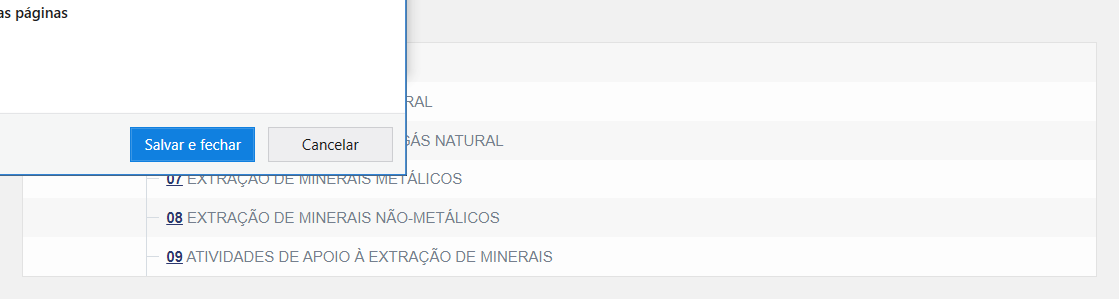 as páginas
RAL
Salvar e fechar Cancelar GÁS NATURAL
07 EXTRAÇÃO DE MINERAIS METÁLICOS
08 EXTRAÇÃO DE MINERAIS NÃO-METÁLICOS
09 ATIVIDADES DE APOIO À EXTRAÇÃO DE MINERAIS